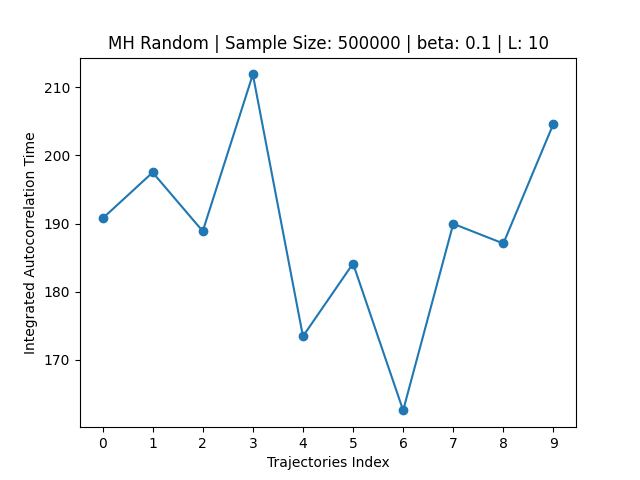 MH Random | Sample Size: 500000 | beta: 0.1 | L: 10
Integrated Autocorrelation Time
210
200
190
180
170
0 1 2 3 4 5 6 7 8 9
Trajectories Index